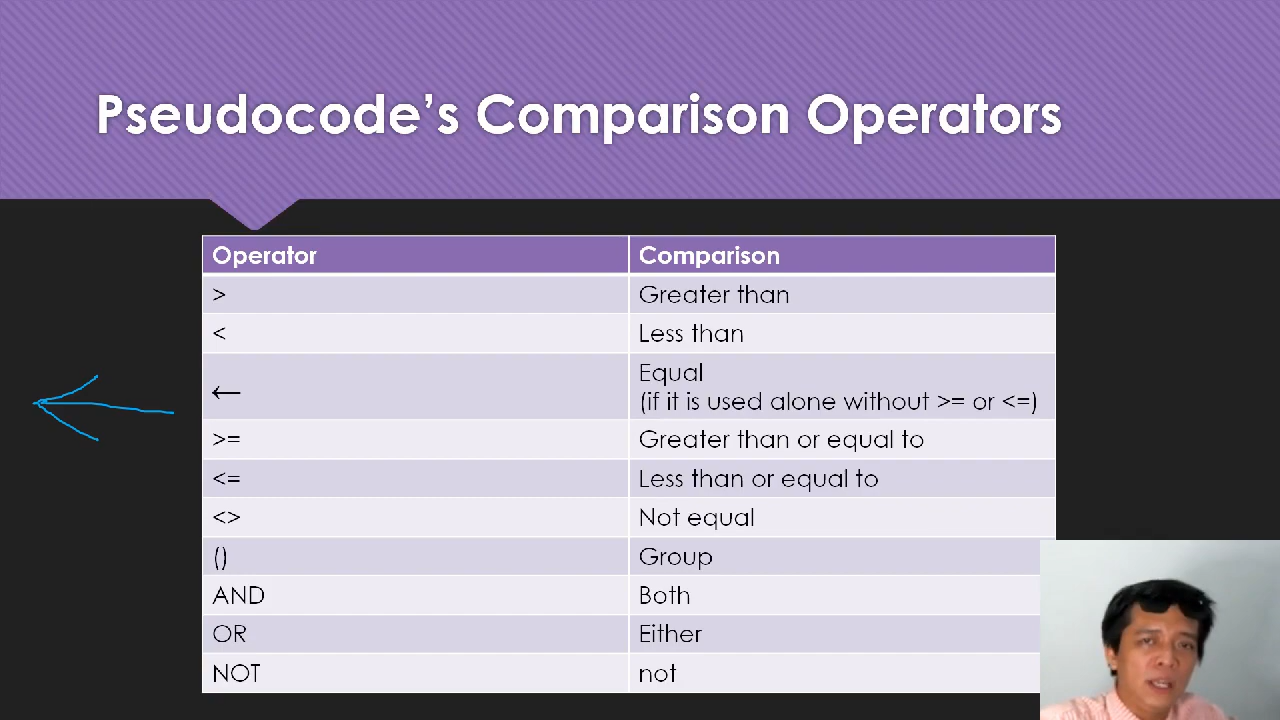 Pseudocode’s Comparison Operators
Operator Comparison
> Greater than
< Less than
← Equal
(if it is used alone without >= or <=)
>= Greater than or equal to
<= Less than or equal to
<> Not equal
() Group
AND Both
OR Either
NOT not